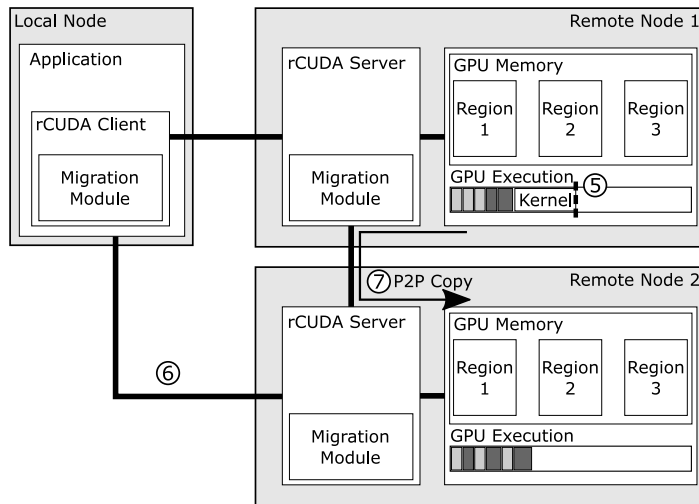 Local Node
Application
rCUDA Client
Migration
Module
Remote Node 1
rCUDA Server
Migration
Module
GPU Memory
Region
1
Region
2
Region
3
GPU Execution
⑤
Kernel
⑦ P2P Copy
⑥
Remote Node 2
rCUDA Server
Migration
Module
GPU Memory
Region
1
Region
2
Region
3
GPU Execution